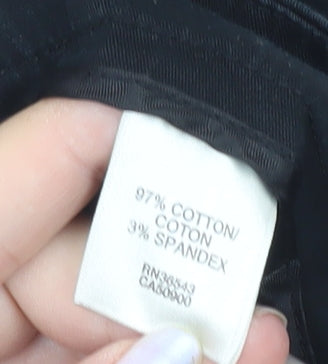 97% COTTON/
COTON
3% SPANDEX
RN36543
CA50900